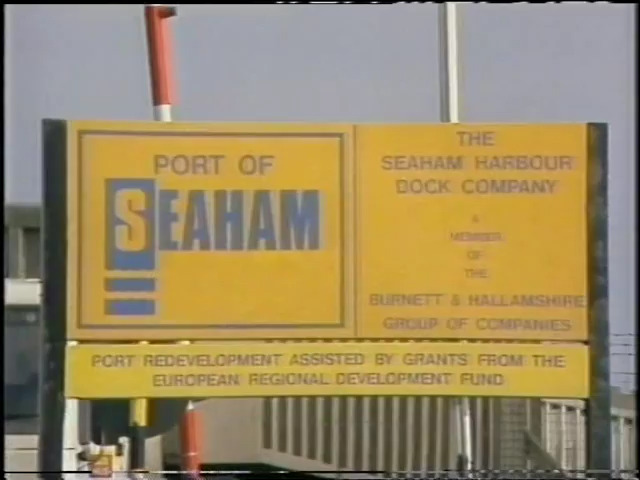 PORT OF
SEAHAM
THE
SEAHAM HARBOUR
DOCK COMPANY
A
MEMBER
OF
THE
BURNETT & HALLAMSHIRE
GROUP OF COMPANIES
PORT REDEVELOPMENT ASSISTED BY GRANTS FROM THE
EUROPEAN REGIONAL DEVELOPMENT FUND